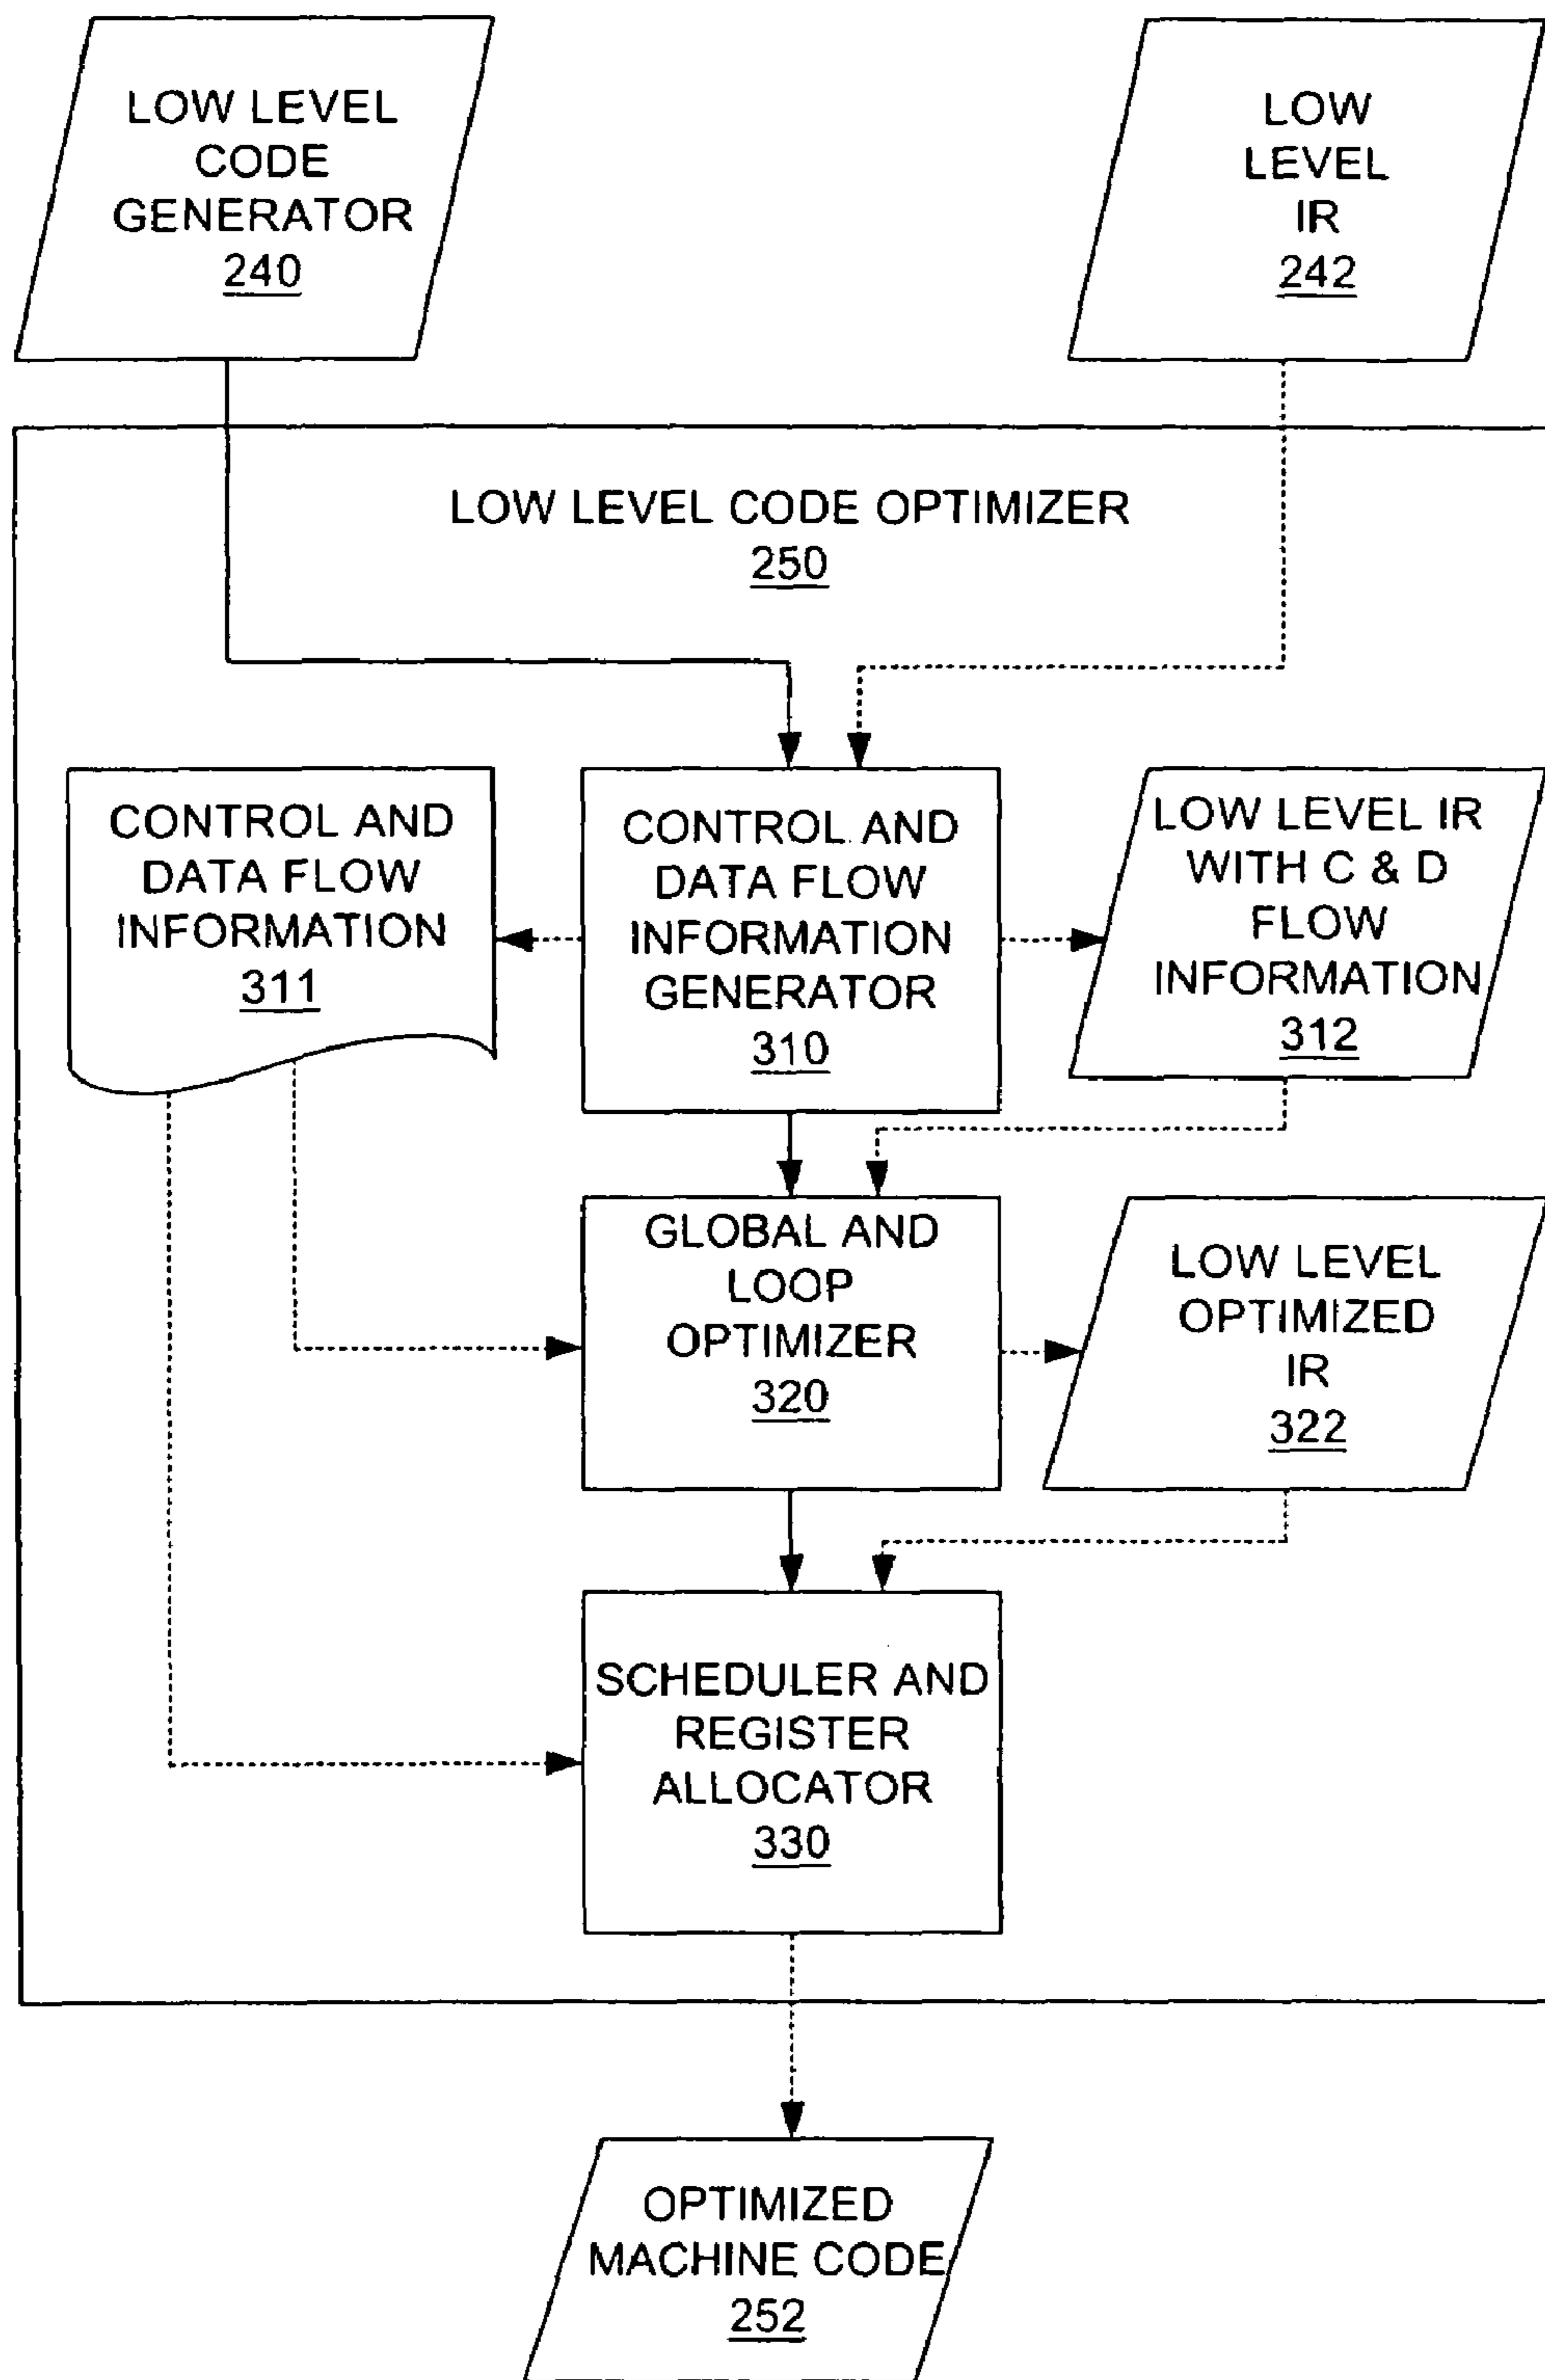 LOW LEVEL
CODE
GENERATOR
240
LOW
LEVEL
IR
242
LOW LEVEL CODE OPTIMIZER
250
CONTROL AND
DATA FLOW
INFORMATION
311
CONTROL AND
DATA FLOW
INFORMATION
GENERATOR
310
LOW LEVEL IR
WITH C & D
FLOW
INFORMATION
312
GLOBAL AND
LOOP
OPTIMIZER
320
LOW LEVEL
OPTIMIZED
IR
322
SCHEDULER AND
REGISTER
ALLOCATOR
330
OPTIMIZED
MACHINE CODE
252